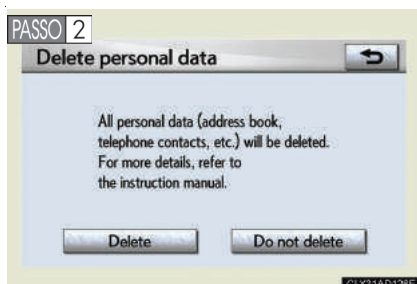 PASSO 2
Delete personal data
All personal data (address book,
telephone contacts, etc.) will be deleted.
For more details, refer to
the instruction manual.
Delete
Do not delete